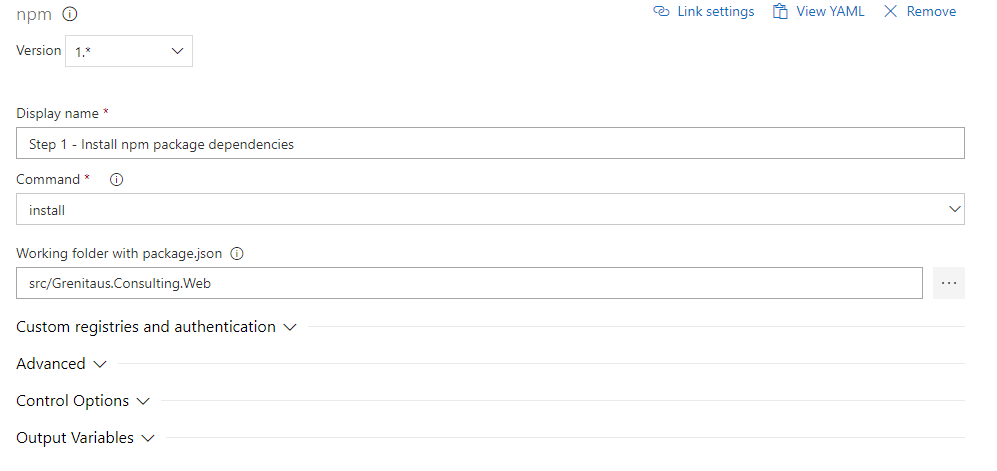 npm Link settings View YAML Remove
Version 1.*
Display name *
Step 1 - Install npm package dependencies
Command *
install
Working folder with package.json
src/Grenitaus.Consulting.Web
...
Custom registries and authentication
Advanced
Control Options
Output Variables